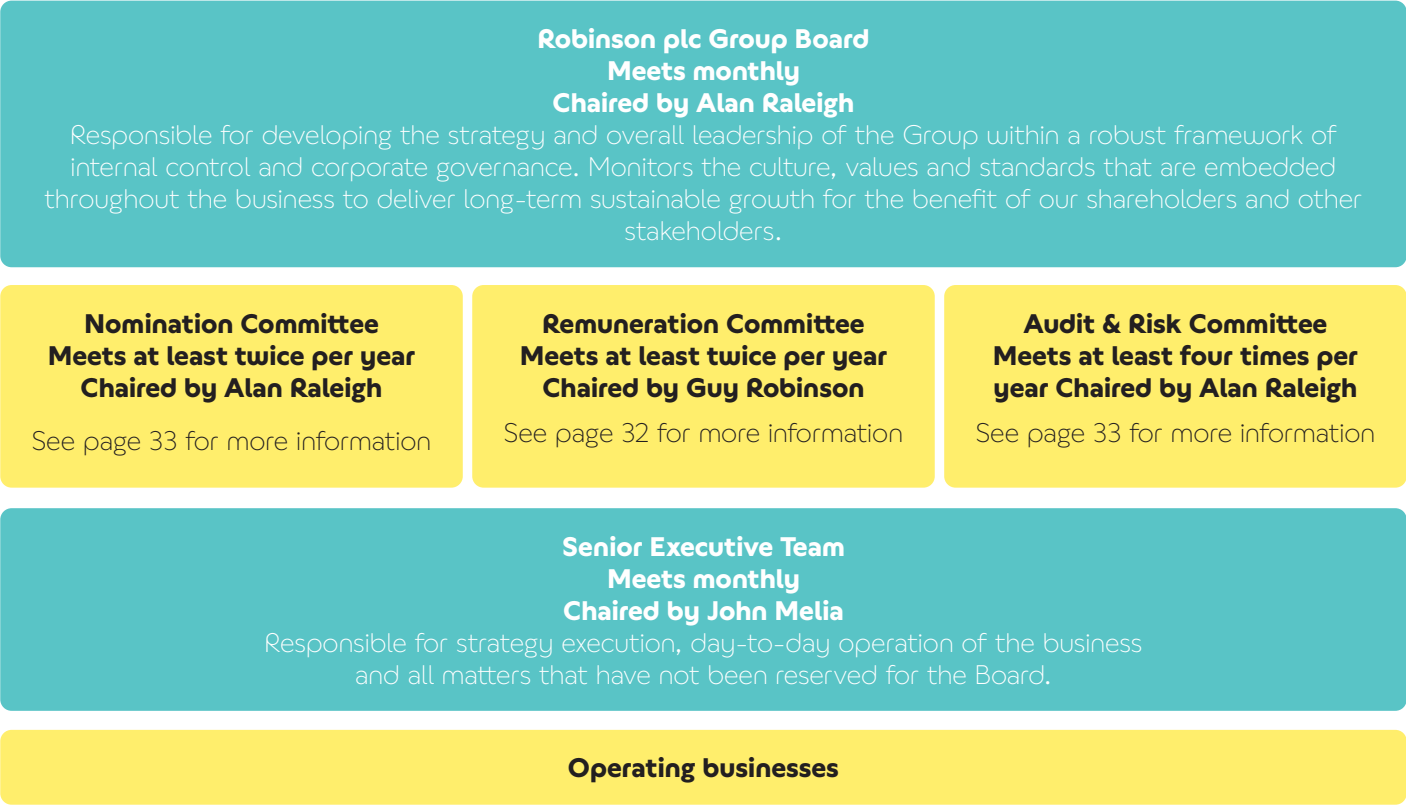 Robinson plc Group Board
Meets monthly
Chaired by Alan Raleigh
Responsible for developing the strategy and overall leadership of the Group within a robust framework of
internal control and corporate governance. Monitors the culture, values and standards that are embedded
throughout the business to deliver long-term sustainable growth for the benefit of our shareholders and other
stakeholders.
Nomination Committee
Meets at least twice per year
Chaired by Alan Raleigh
See page 33 for more information
Remuneration Committee
Meets at least twice per year
Chaired by Guy Robinson
See page 32 for more information
Audit & Risk Committee
Meets at least four times per
year Chaired by Alan Raleigh
See page 33 for more information
Senior Executive Team
Meets monthly
Chaired by John Melia
Responsible for strategy execution, day-to-day operation of the business
and all matters that have not been reserved for the Board.
Operating businesses